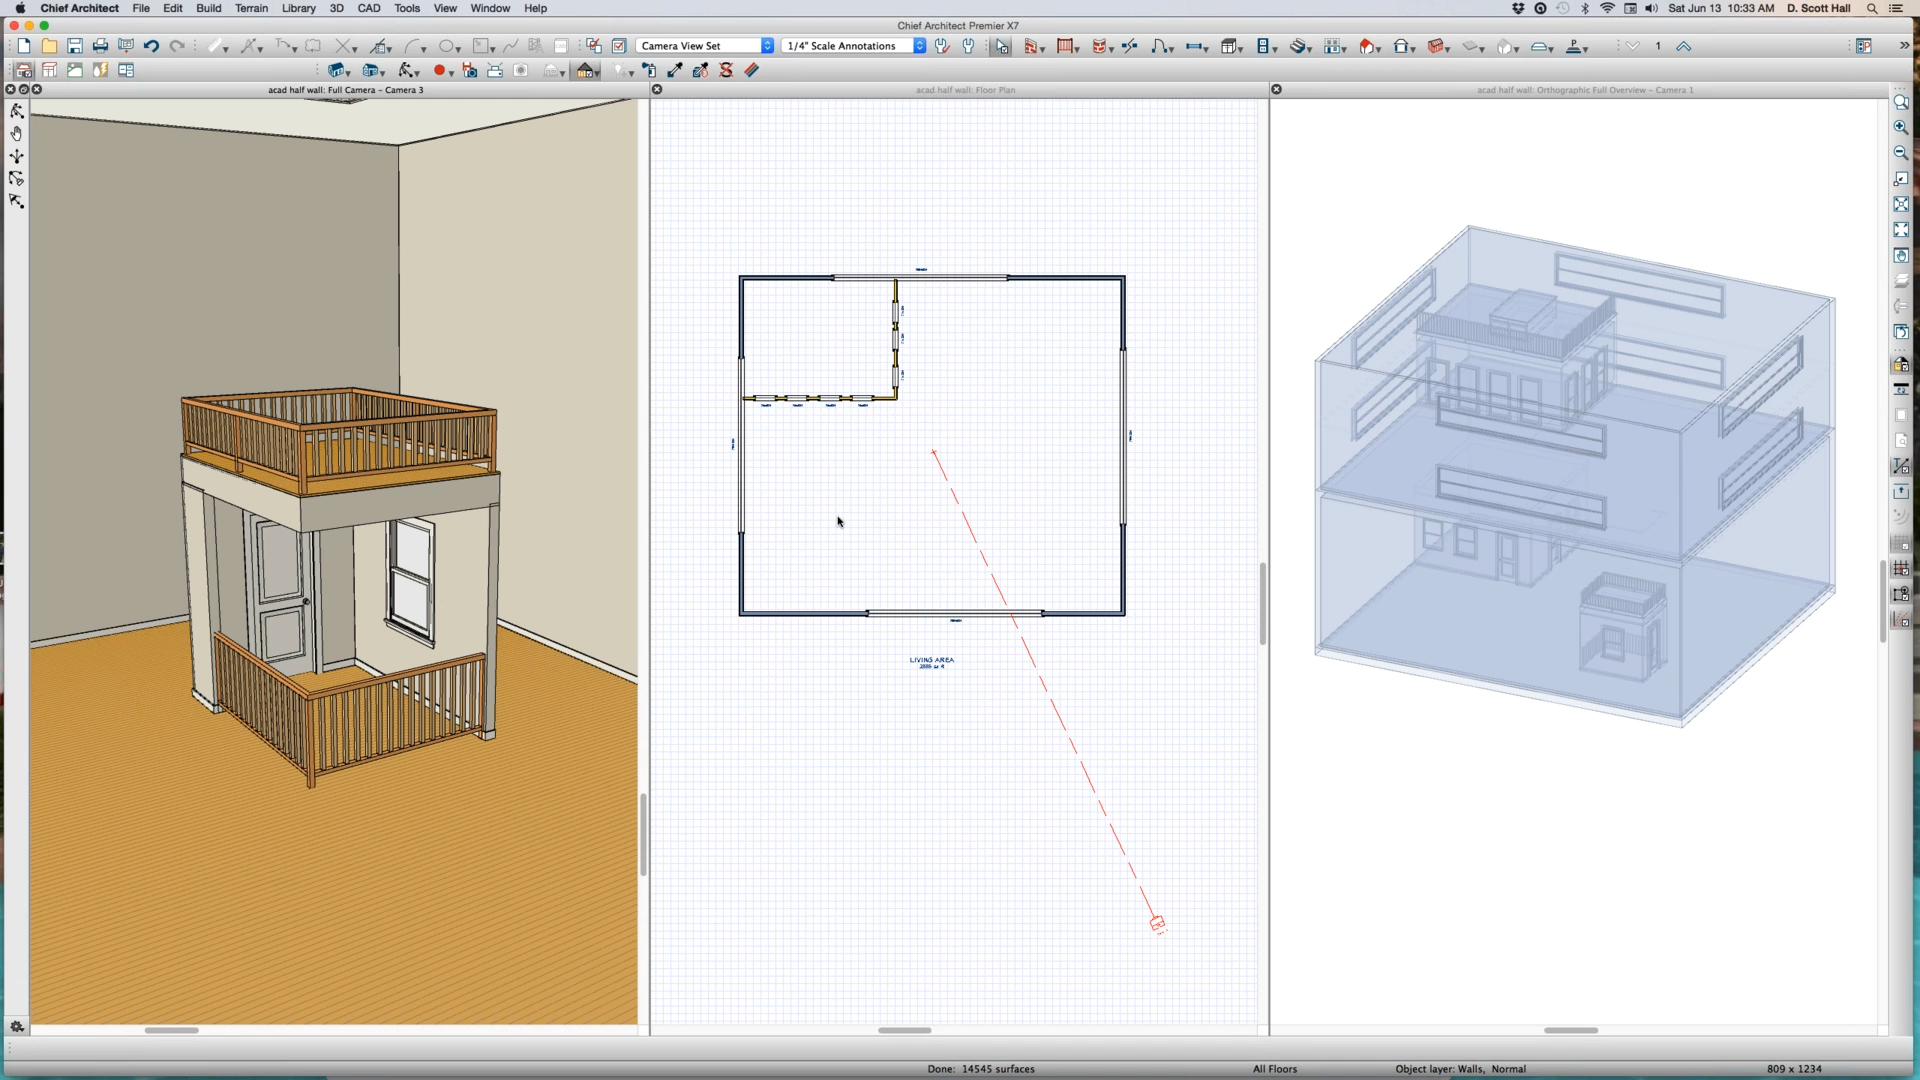 Chief Architect File Edit Build Terrain Library 3D CAD Tools View Window Help
Sat Jun 13 10:33 AM D. Scott Hall
Chief Architect Premier X7
Camera View Set
1/4" Scale Annotations
1
acad half wall: Full Camera - Camera 3
acad half wall: Floor Plan
acad half wall: Orthographic Full Overview - Camera 1
LIVING AREA
Done: 14545 surfaces
All Floors
Object layer: Walls, Normal
809 x 1234